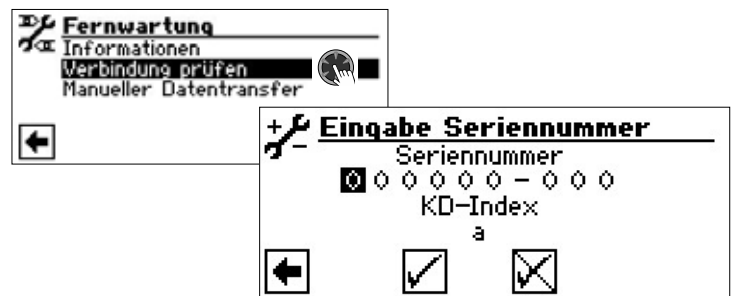 Fernwartung
Informationen
Verbindung prüfen
Manueller Datentransfer
Eingabe Seriennummer
Seriennummer
0 0 0 0 0 0 - 0 0 0
KD-Index
a